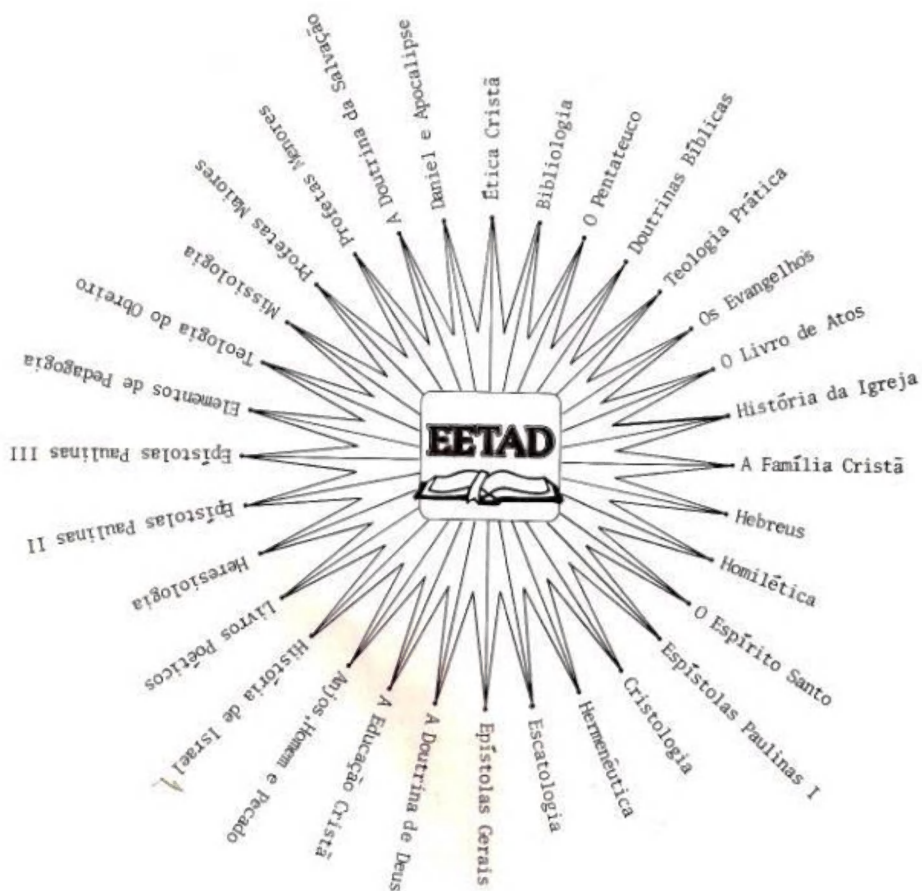 EETAD
Ética Cristã
Bibliologia
O Pentateuco
Doutrinas Bíblicas
Teologia Prática
Os Evangelhos
O Livro de Atos
História da Igreja
A Família Cristã
Hebreus
Homilética
O Espírito Santo
Espístolas Paulinas I
Cristologia
Hermenêutica
Escatologia
Epístolas Gerais
A Doutrina de Deus
A Educação Cristã
Anjos, Homem e Pecado
História de Israel
Livros Poéticos
Heresiologia
Epístolas Paulinas II
Epístolas Paulinas III
Elementos de Pedagogia
Teologia do Obreiro
Missiologia
Profetas Maiores
Profetas Menores
A Doutrina da Salvação
Daniel e Apocalipse